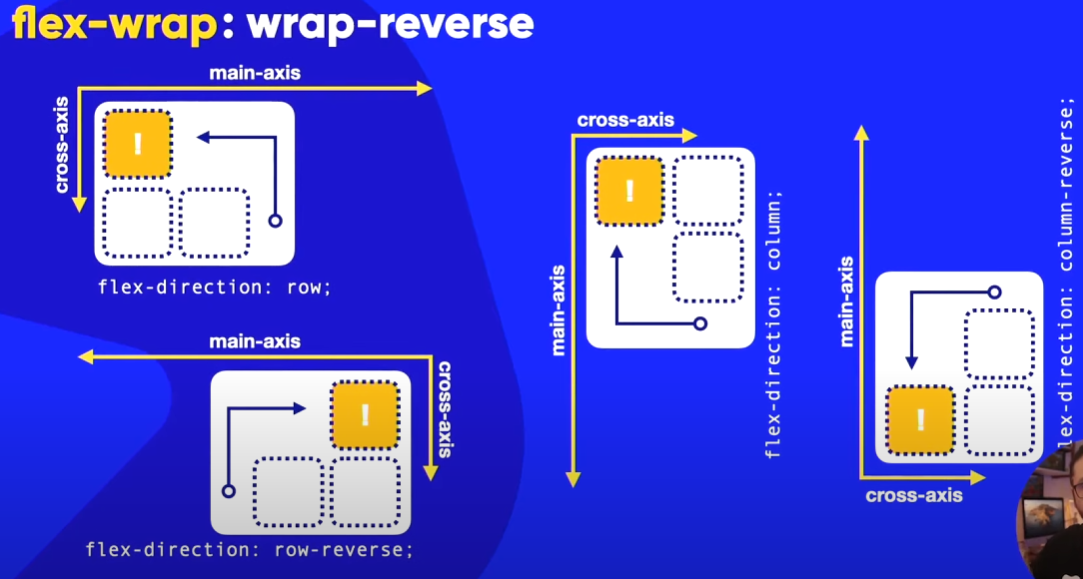 flex-wrap: wrap-reverse
main-axis
cross-axis
!
flex-direction: row;
main-axis
cross-axis
!
flex-direction: row-reverse;
cross-axis
main-axis
!
flex-direction: column;
main-axis
!
cross-axis
flex-direction: column-reverse;